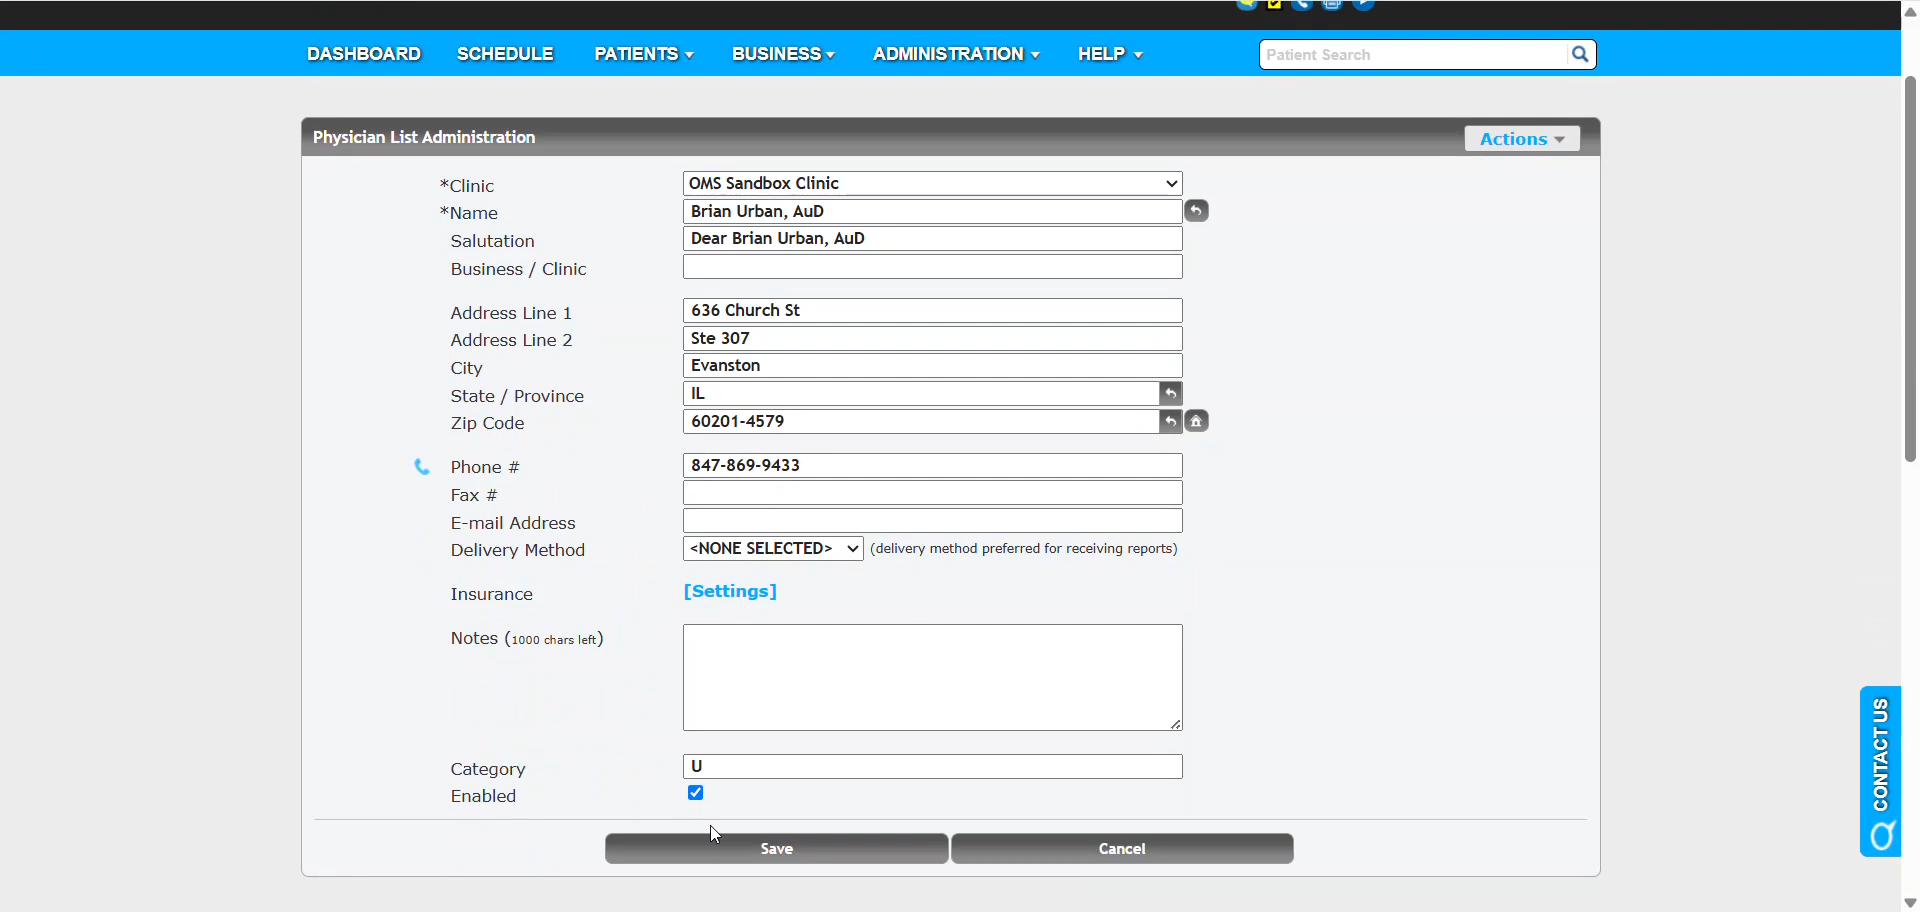 DASHBOARD SCHEDULE PATIENTS BUSINESS ADMINISTRATION HELP Patient Search
Physician List Administration Actions
*Clinic OMS Sandbox Clinic
*Name Brian Urban, AuD
Salutation Dear Brian Urban, AuD
Business / Clinic
Address Line 1 636 Church St
Address Line 2 Ste 307
City Evanston
State / Province IL
Zip Code 60201-4579
Phone # 847-869-9433
Fax #
E-mail Address
Delivery Method <NONE SELECTED> (delivery method preferred for receiving reports)
Insurance [Settings]
Notes (1000 chars left)
Category U
Enabled
Save Cancel
CONTACT US